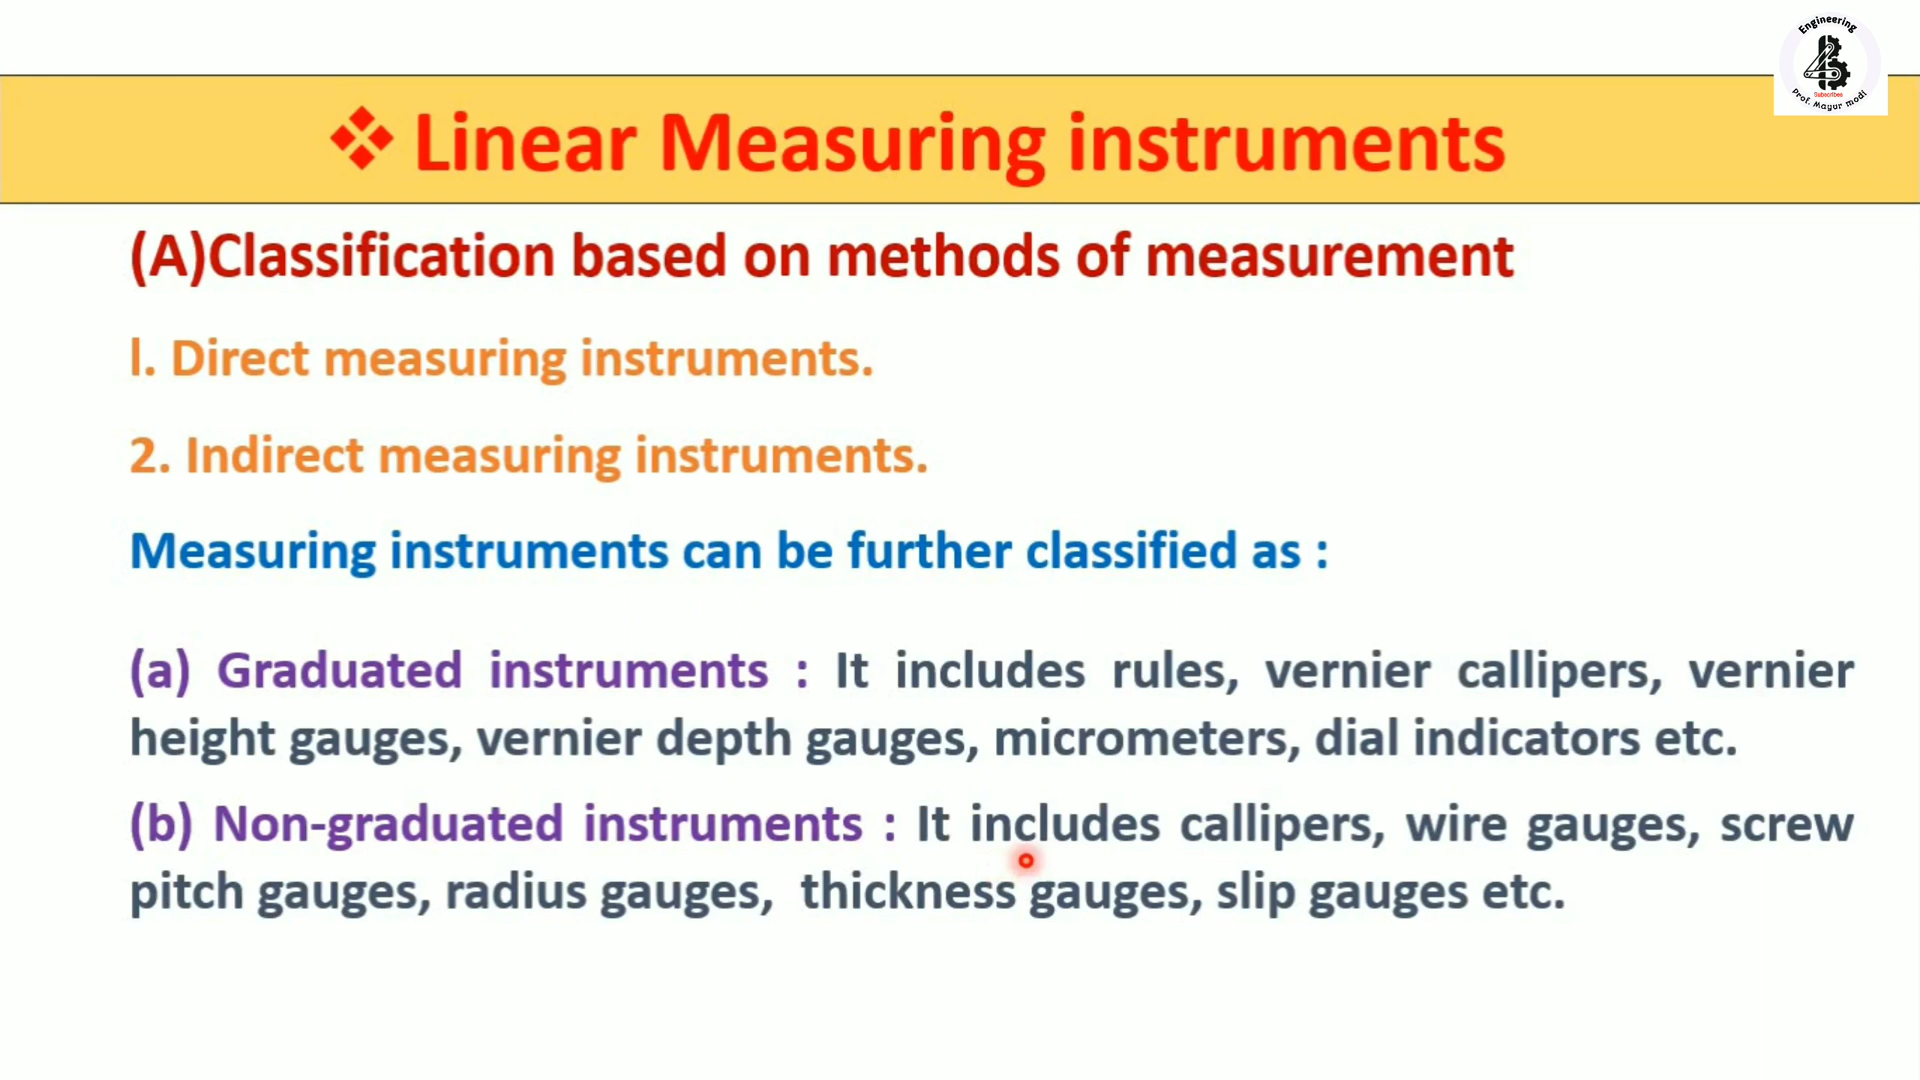 Engineering
Subscribes
Prof. Mayur modi
❖ Linear Measuring instruments
(A)Classification based on methods of measurement
l. Direct measuring instruments.
2. Indirect measuring instruments.
Measuring instruments can be further classified as :
(a) Graduated instruments : It includes rules, vernier callipers, vernier
height gauges, vernier depth gauges, micrometers, dial indicators etc.
(b) Non-graduated instruments : It includes callipers, wire gauges, screw
pitch gauges, radius gauges, thickness gauges, slip gauges etc.